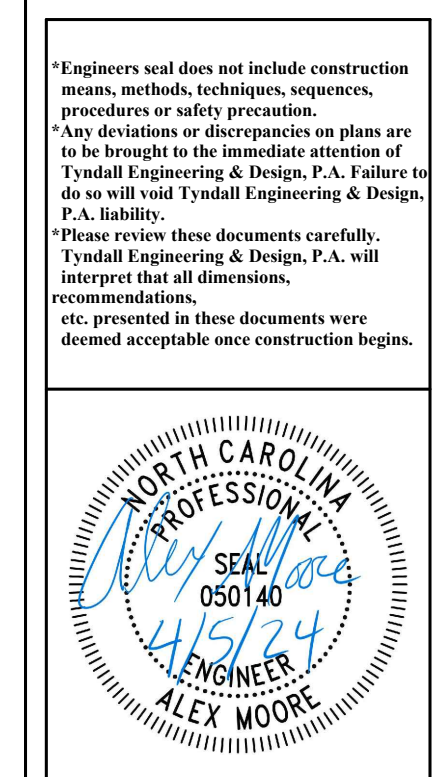 *Engineers seal does not include construction
means, methods, techniques, sequences,
procedures or safety precaution.
*Any deviations or discrepancies on plans are
to be brought to the immediate attention of
Tyndall Engineering & Design, P.A. Failure to
do so will void Tyndall Engineering & Design,
P.A. liability.
*Please review these documents carefully.
Tyndall Engineering & Design, P.A. will
interpret that all dimensions,
recommendations,
etc. presented in these documents were
deemed acceptable once construction begins.
NORTH CAROLINA
PROFESSIONAL
Alex Moore
SEAL
050140
4/5/24
ENGINEER
ALEX MOORE